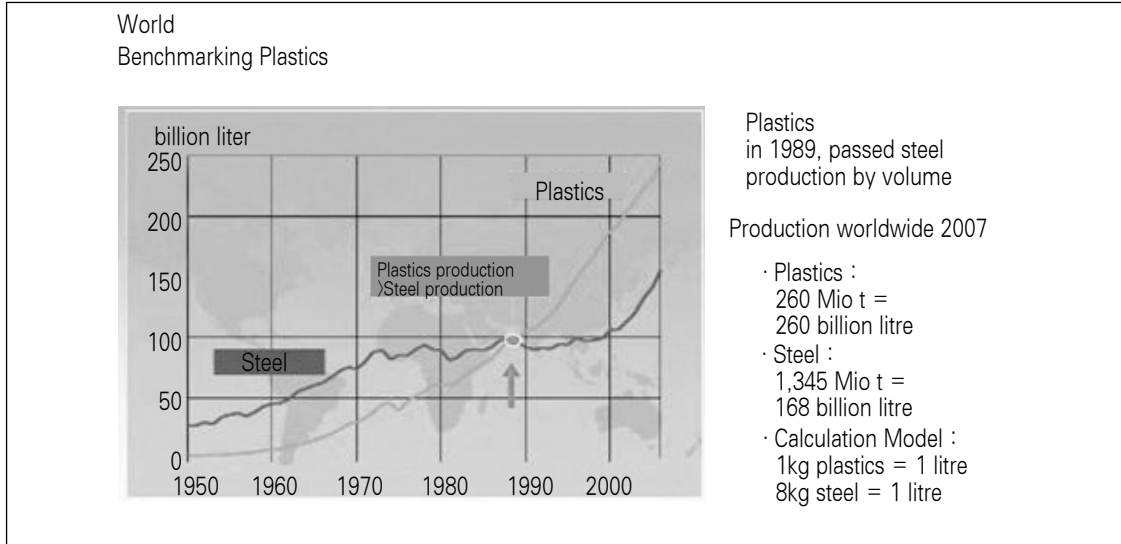 World
Benchmarking Plastics
billion liter
250
200
150
100
50
0
1950 1960 1970 1980 1990 2000
Plastics
Plastics production
〉Steel production
Steel
Plastics
in 1989, passed steel
production by volume
Production worldwide 2007
· Plastics :
260 Mio t =
260 billion litre
· Steel :
1,345 Mio t =
168 billion litre
· Calculation Model :
1kg plastics = 1 litre
8kg steel = 1 litre